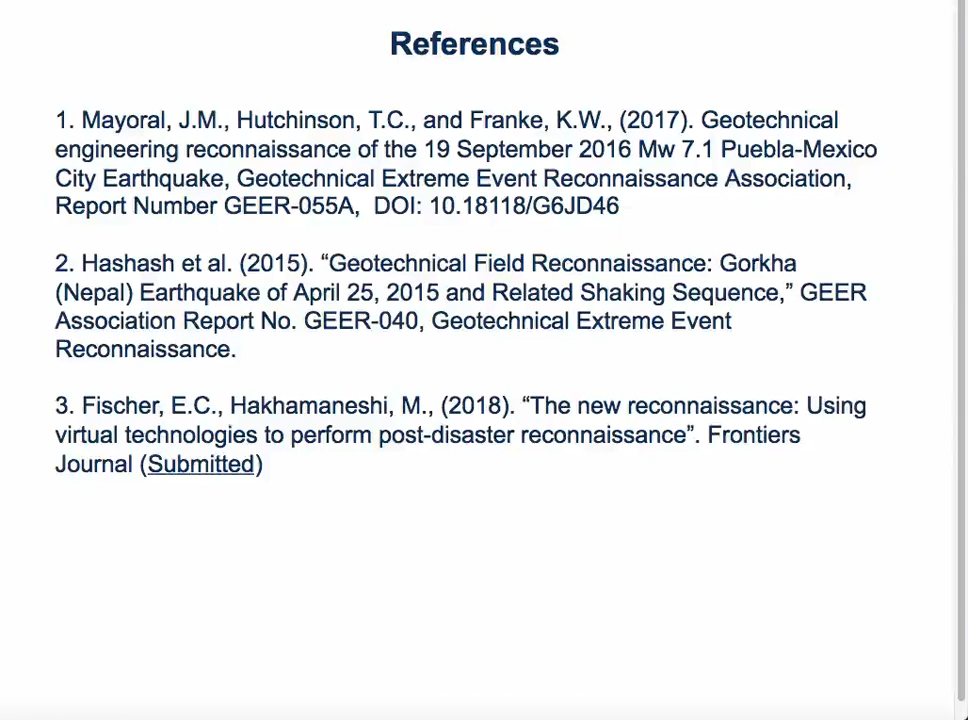 References
1. Mayoral, J.M., Hutchinson, T.C., and Franke, K.W., (2017). Geotechnical
engineering reconnaissance of the 19 September 2016 Mw 7.1 Puebla-Mexico
City Earthquake, Geotechnical Extreme Event Reconnaissance Association,
Report Number GEER-055A,  DOI: 10.18118/G6JD46
2. Hashash et al. (2015). “Geotechnical Field Reconnaissance: Gorkha
(Nepal) Earthquake of April 25, 2015 and Related Shaking Sequence,” GEER
Association Report No. GEER-040, Geotechnical Extreme Event
Reconnaissance.
3. Fischer, E.C., Hakhamaneshi, M., (2018). “The new reconnaissance: Using
virtual technologies to perform post-disaster reconnaissance”. Frontiers
Journal (Submitted)